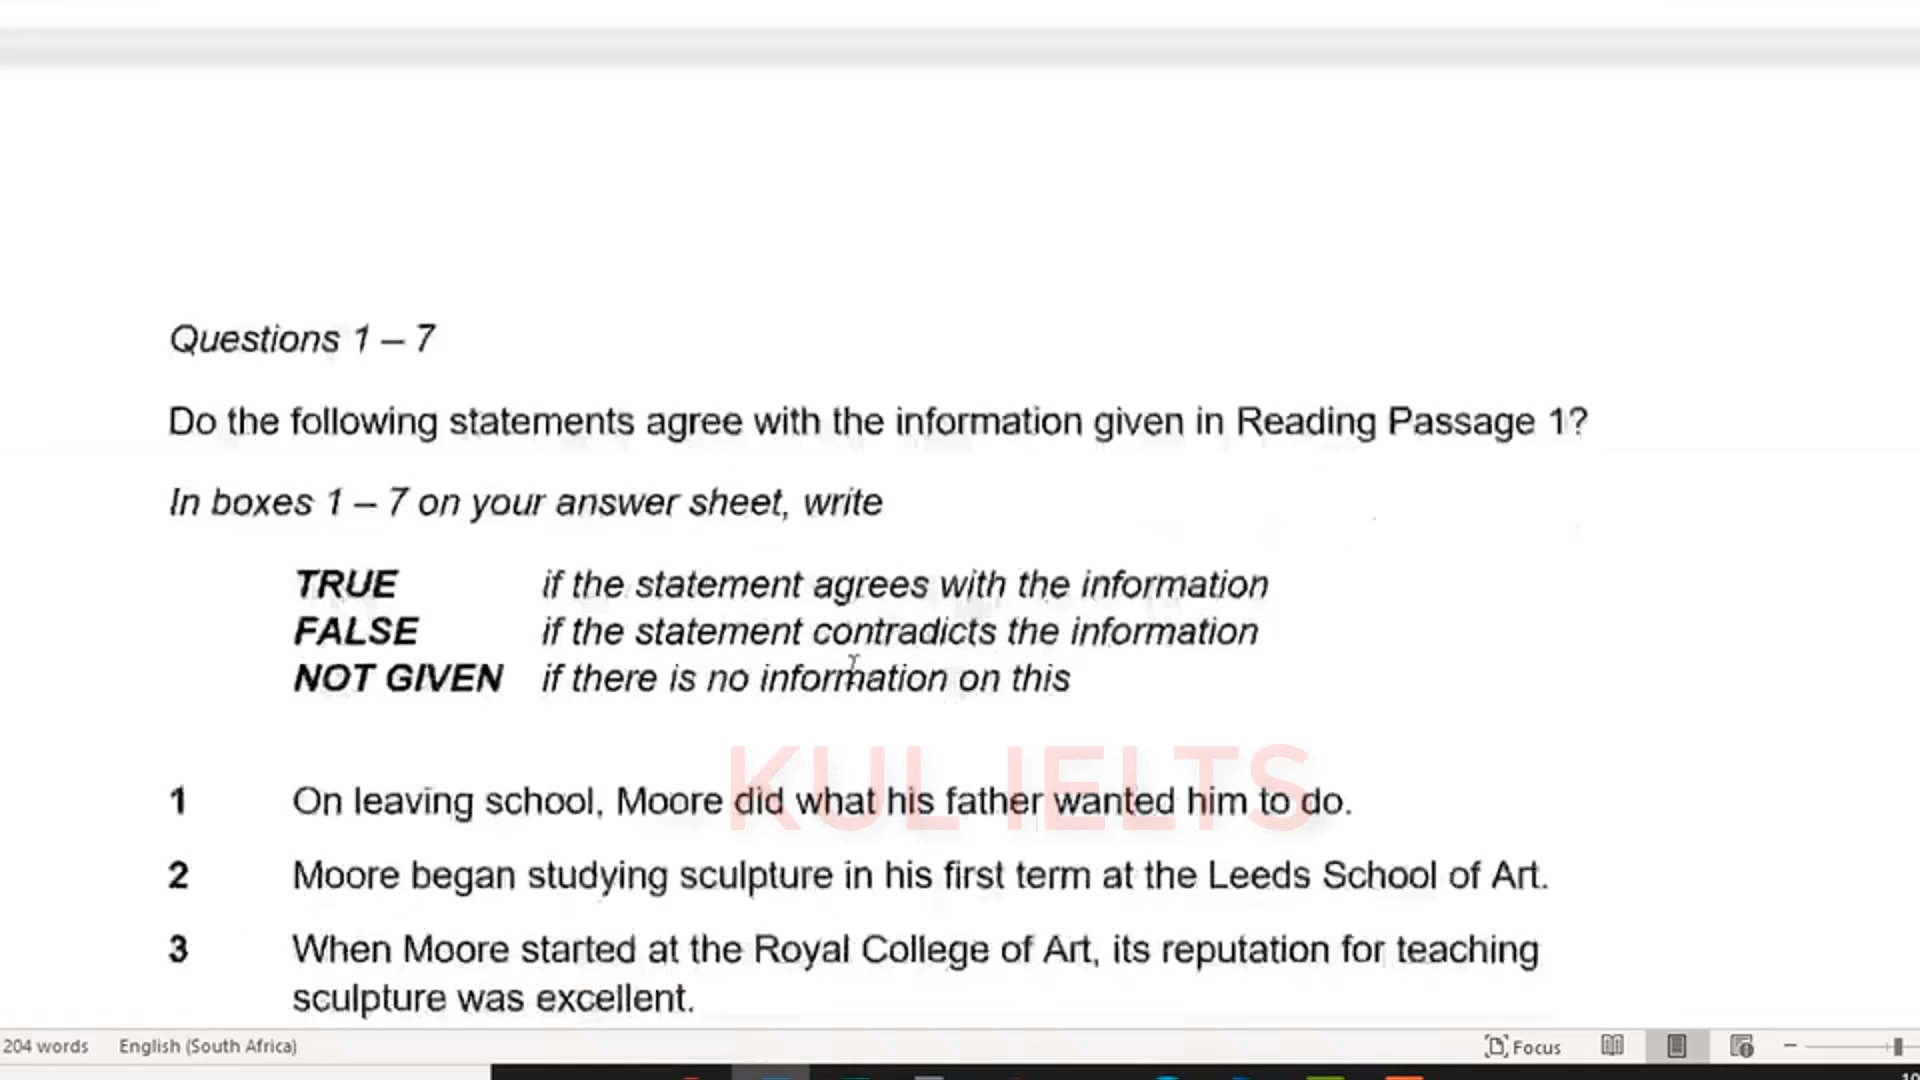 Questions 1 – 7
Do the following statements agree with the information given in Reading Passage 1?
In boxes 1 – 7 on your answer sheet, write
TRUE if the statement agrees with the information
FALSE if the statement contradicts the information
NOT GIVEN if there is no information on this
KUL IELTS
1 On leaving school, Moore did what his father wanted him to do.
2 Moore began studying sculpture in his first term at the Leeds School of Art.
3 When Moore started at the Royal College of Art, its reputation for teaching
sculpture was excellent.
204 words English (South Africa) Focus